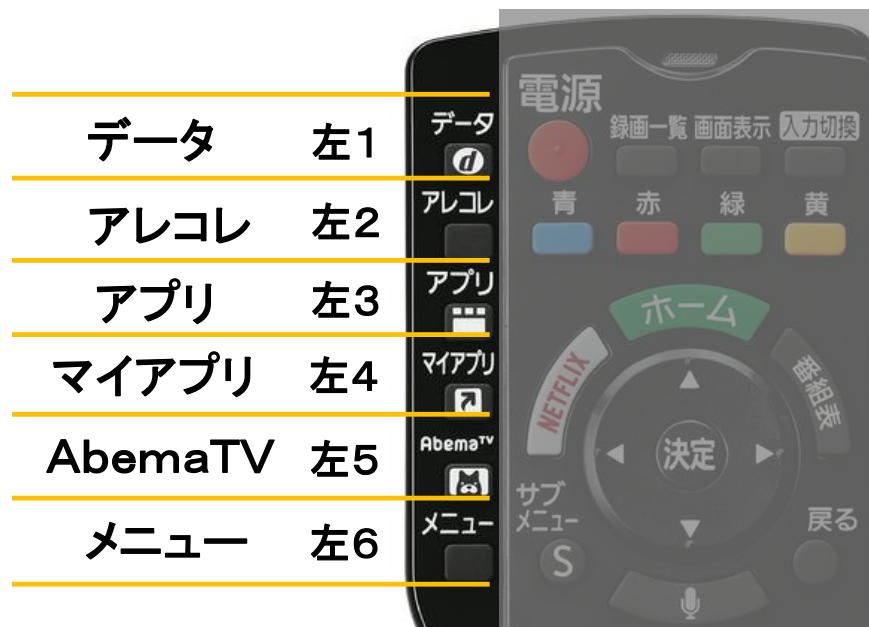 データ 左1
アレコレ 左2
アプリ 左3
マイアプリ 左4
AbemaTV 左5
メニュー 左6
データ
d
アレコレ
アプリ
マイアプリ
AbemaTV
メニュー
電源
録画一覧 画面表示 入力切換
青 赤 緑 黄
ホーム
NETFLIX
番組表
決定
サブ
メニュー
S
戻る